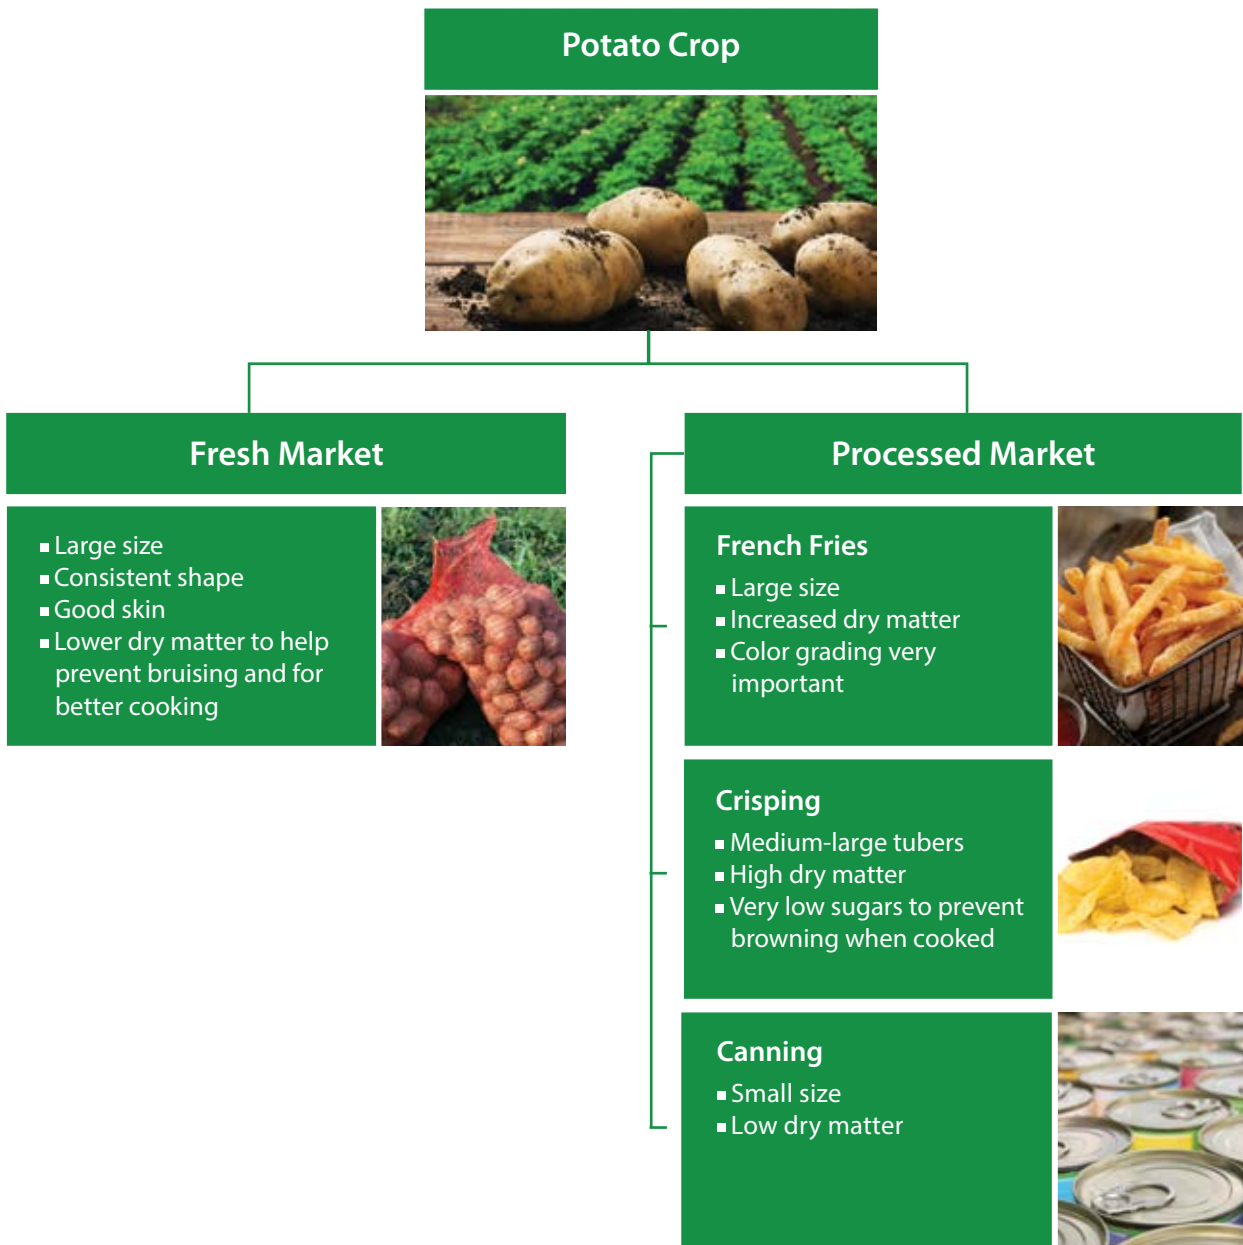 Potato Crop
Fresh Market
▪ Large size
▪ Consistent shape
▪ Good skin
▪ Lower dry matter to help
prevent bruising and for
better cooking
Processed Market
French Fries
▪ Large size
▪ Increased dry matter
▪ Color grading very
important
Crisping
▪ Medium-large tubers
▪ High dry matter
▪ Very low sugars to prevent
browning when cooked
Canning
▪ Small size
▪ Low dry matter